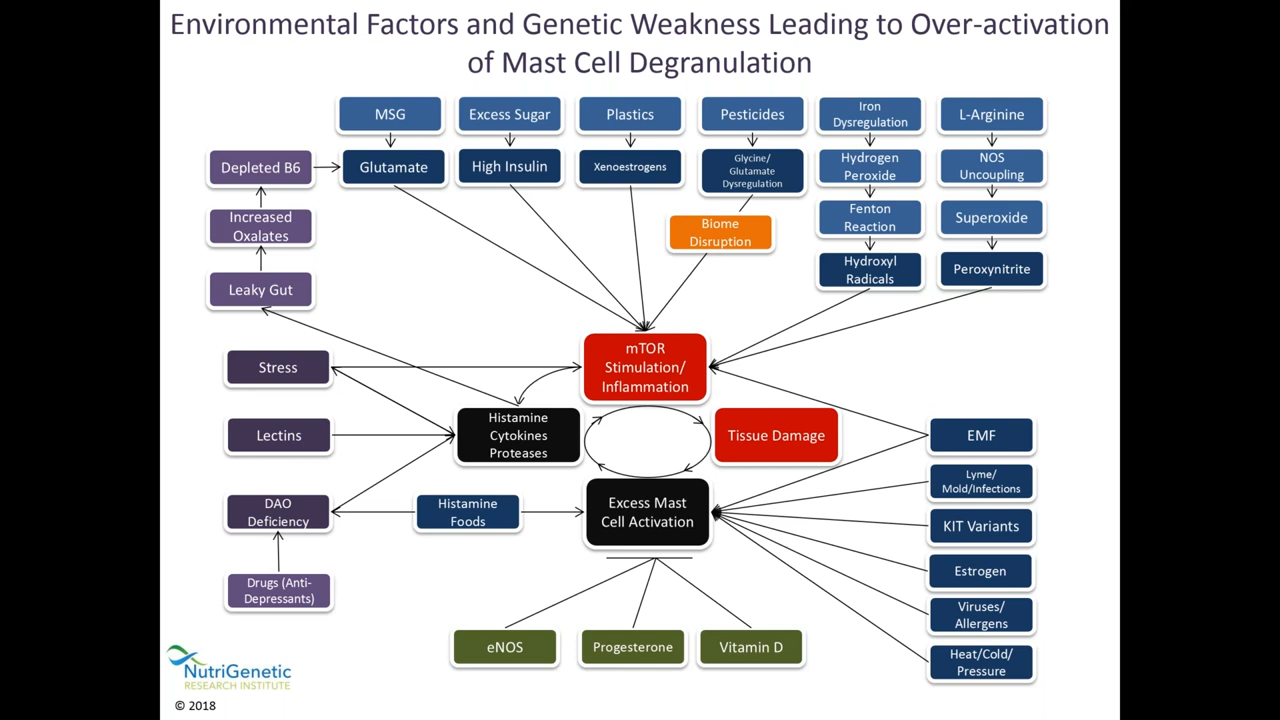 Environmental Factors and Genetic Weakness Leading to Over-activation
of Mast Cell Degranulation
MSG
Excess Sugar
Plastics
Pesticides
Iron
Dysregulation
L-Arginine
Depleted B6
Glutamate
High Insulin
Xenoestrogens
Glycine/
Glutamate
Dysregulation
Hydrogen
Peroxide
NOS
Uncoupling
Increased
Oxalates
Biome
Disruption
Fenton
Reaction
Superoxide
Leaky Gut
Hydroxyl
Radicals
Peroxynitrite
Stress
mTOR
Stimulation/
Inflammation
Lectins
Histamine
Cytokines
Proteases
Tissue Damage
EMF
Lyme/
Mold/Infections
DAO
Deficiency
Histamine
Foods
Excess Mast
Cell Activation
KIT Variants
Estrogen
Drugs (Anti-
Depressants)
Viruses/
Allergens
eNOS
Progesterone
Vitamin D
Heat/Cold/
Pressure
NutriGenetic
RESEARCH INSTITUTE
© 2018